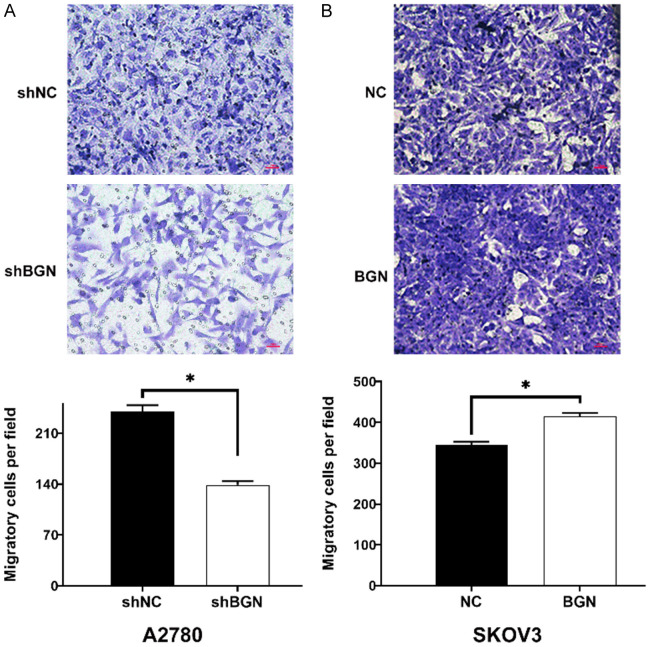 A
shNC
shBGN
Migratory cells per field
210
140
70
0
*
shNC
shBGN
A2780
B
NC
BGN
Migratory cells per field
500
400
300
200
100
0
*
NC
BGN
SKOV3